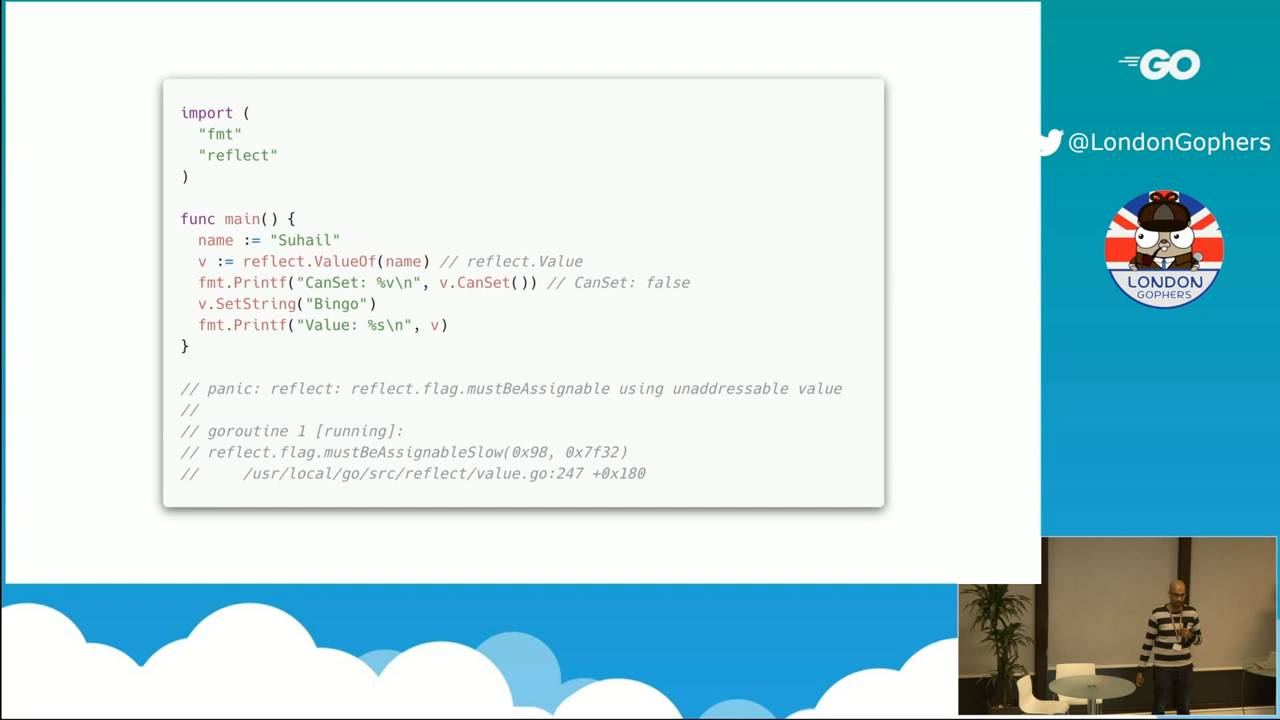 import (
"fmt"
"reflect"
)
func main() {
name := "Suhail"
v := reflect.ValueOf(name) // reflect.Value
fmt.Printf("CanSet: %v\n", v.CanSet()) // CanSet: false
v.SetString("Bingo")
fmt.Printf("Value: %s\n", v)
}
// panic: reflect: reflect.flag.mustBeAssignable using unaddressable value
//
// goroutine 1 [running]:
// reflect.flag.mustBeAssignableSlow(0x98, 0x7f32)
// /usr/local/go/src/reflect/value.go:247 +0x180
GO
@LondonGophers
LONDON
GOPHERS